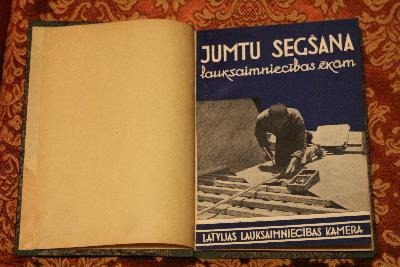 JUMTU SEGŠANA
lauksaimniecības ēkām
LATVIJAS LAUKSAIMNIECĪBAS KAMERA